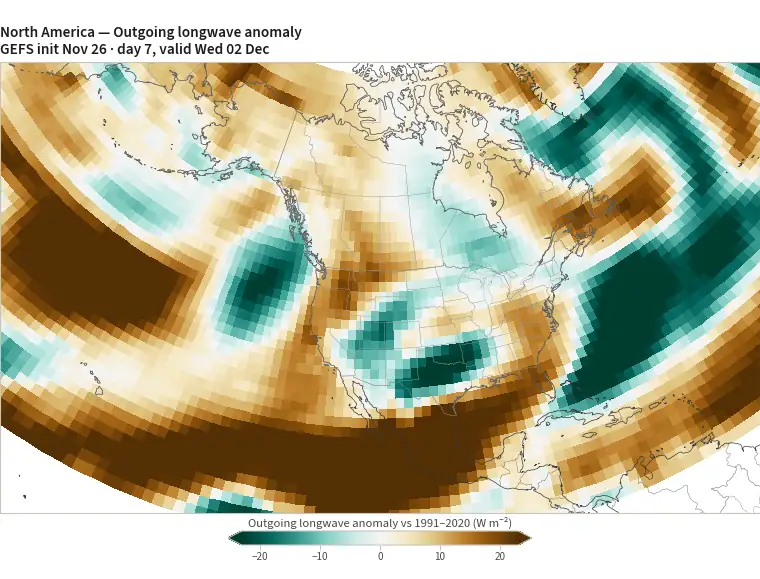 North America — Outgoing longwave anomaly
GEFS init Nov 26 · day 7, valid Wed 02 Dec
Outgoing longwave anomaly vs 1991–2020 (W m⁻²)
−20 −10 0 10 20